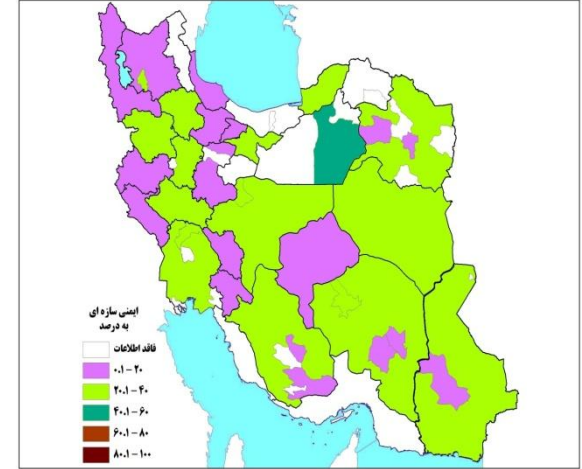 ایمنی سازه ای
به درصد
فاقد اطلاعات
۰.۱ – ۲۰
۲۰.۱ – ۴۰
۴۰.۱ – ۶۰
۶۰.۱ – ۸۰
۸۰.۱ – ۱۰۰